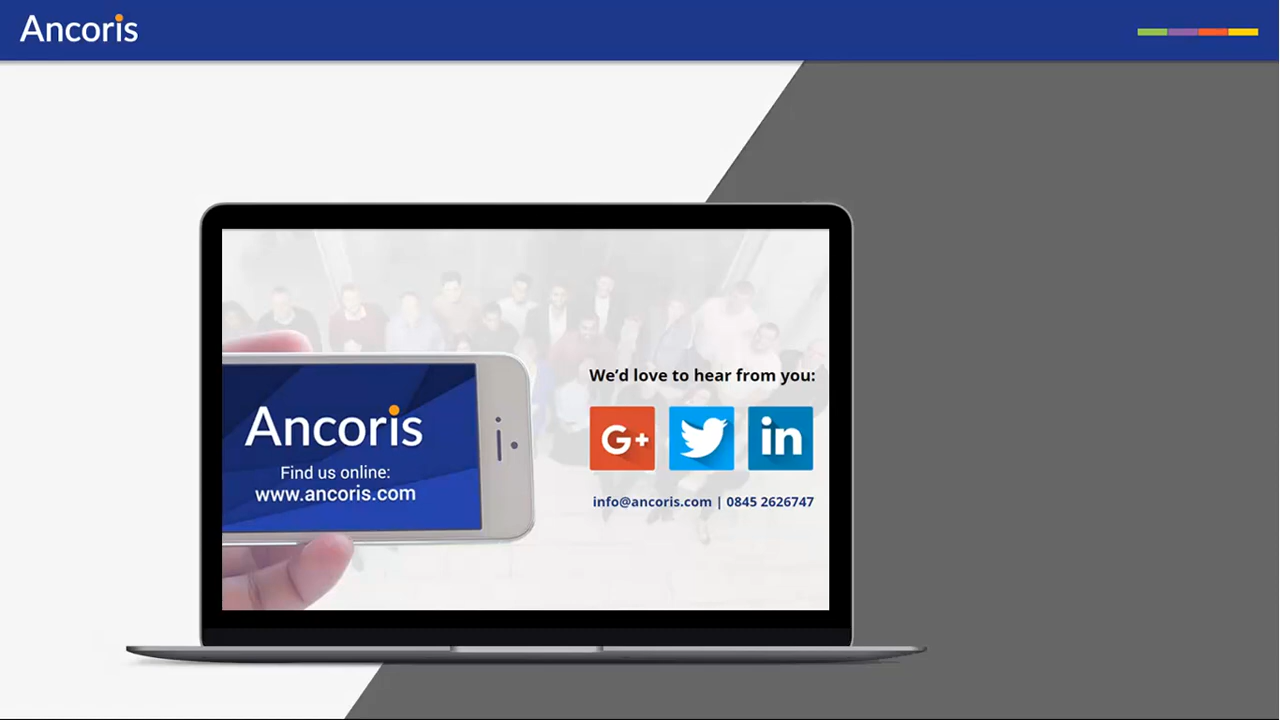 Ancoris
We'd love to hear from you:
G+
in
Ancoris
Find us online:
www.ancoris.com
info@ancoris.com | 0845 2626747